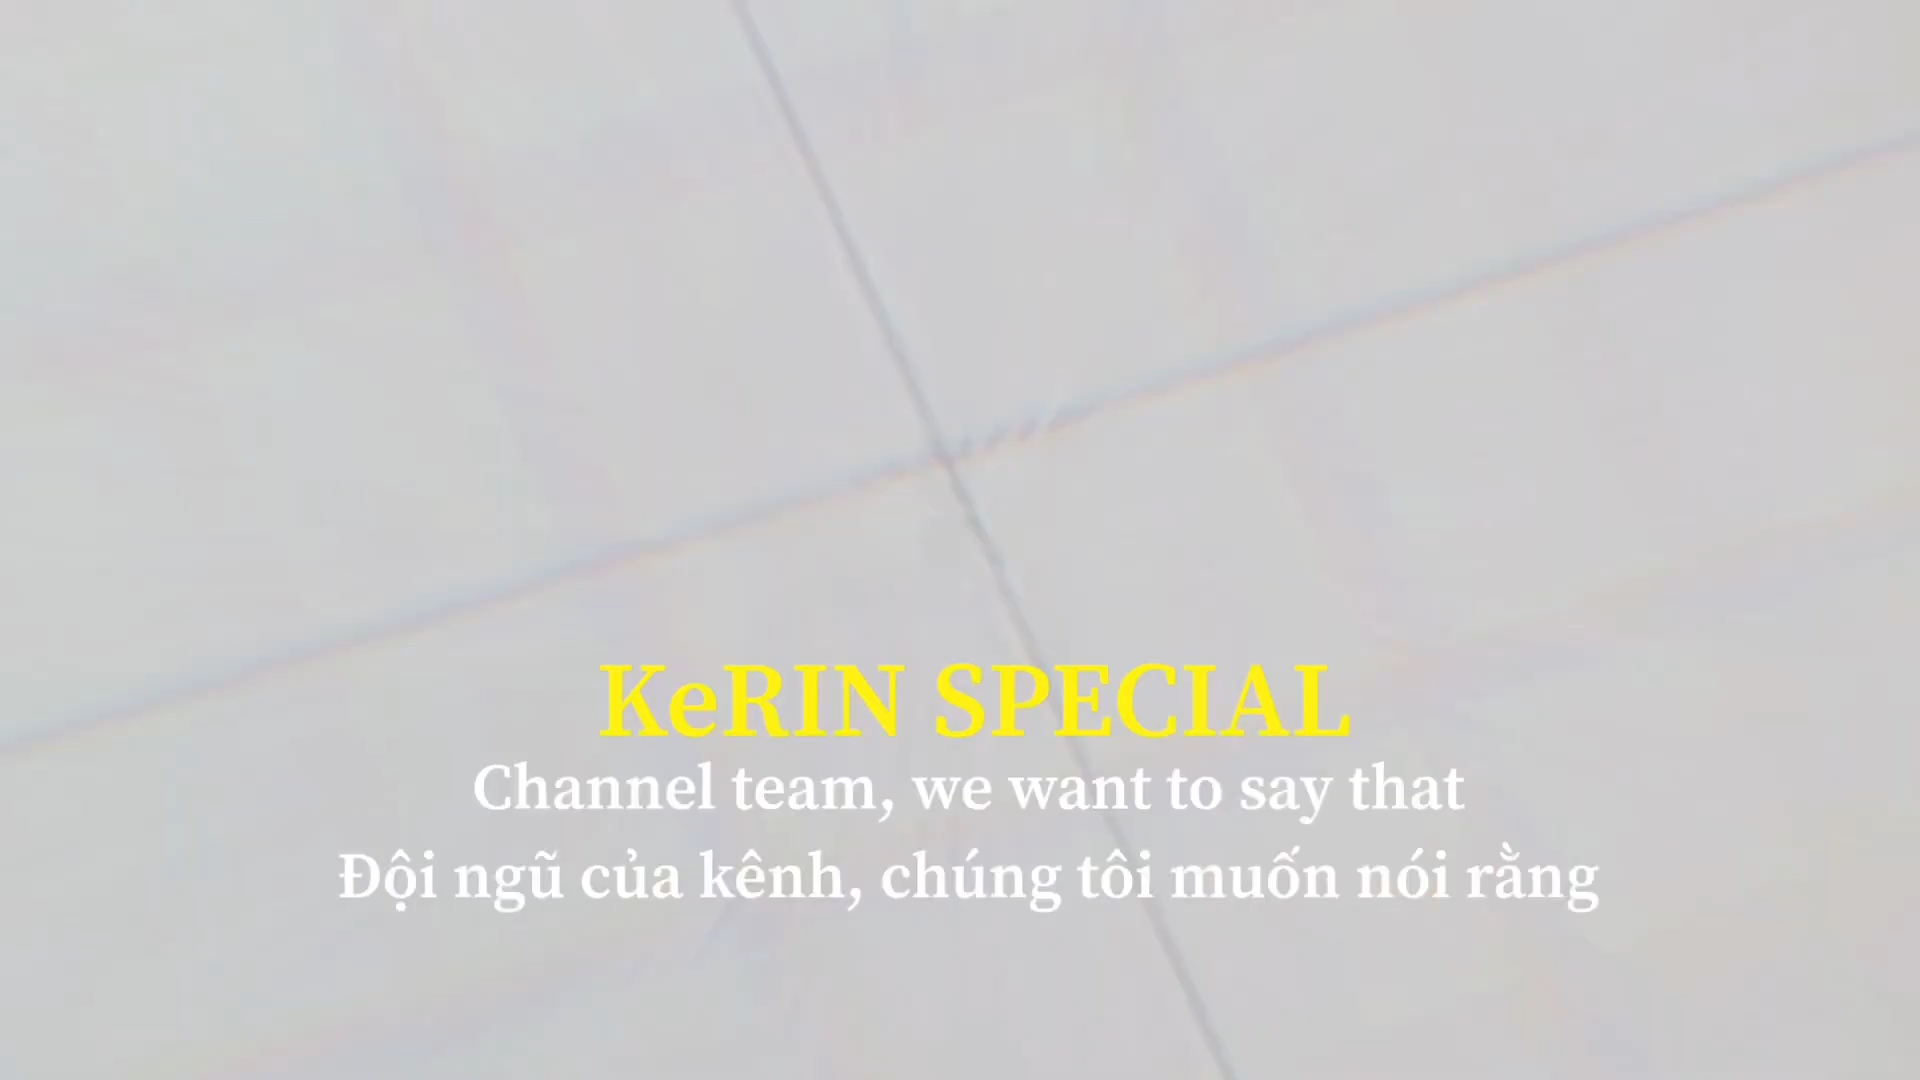 KeRIN SPECIAL
Channel team, we want to say that
Đội ngũ của kênh, chúng tôi muốn nói rằng